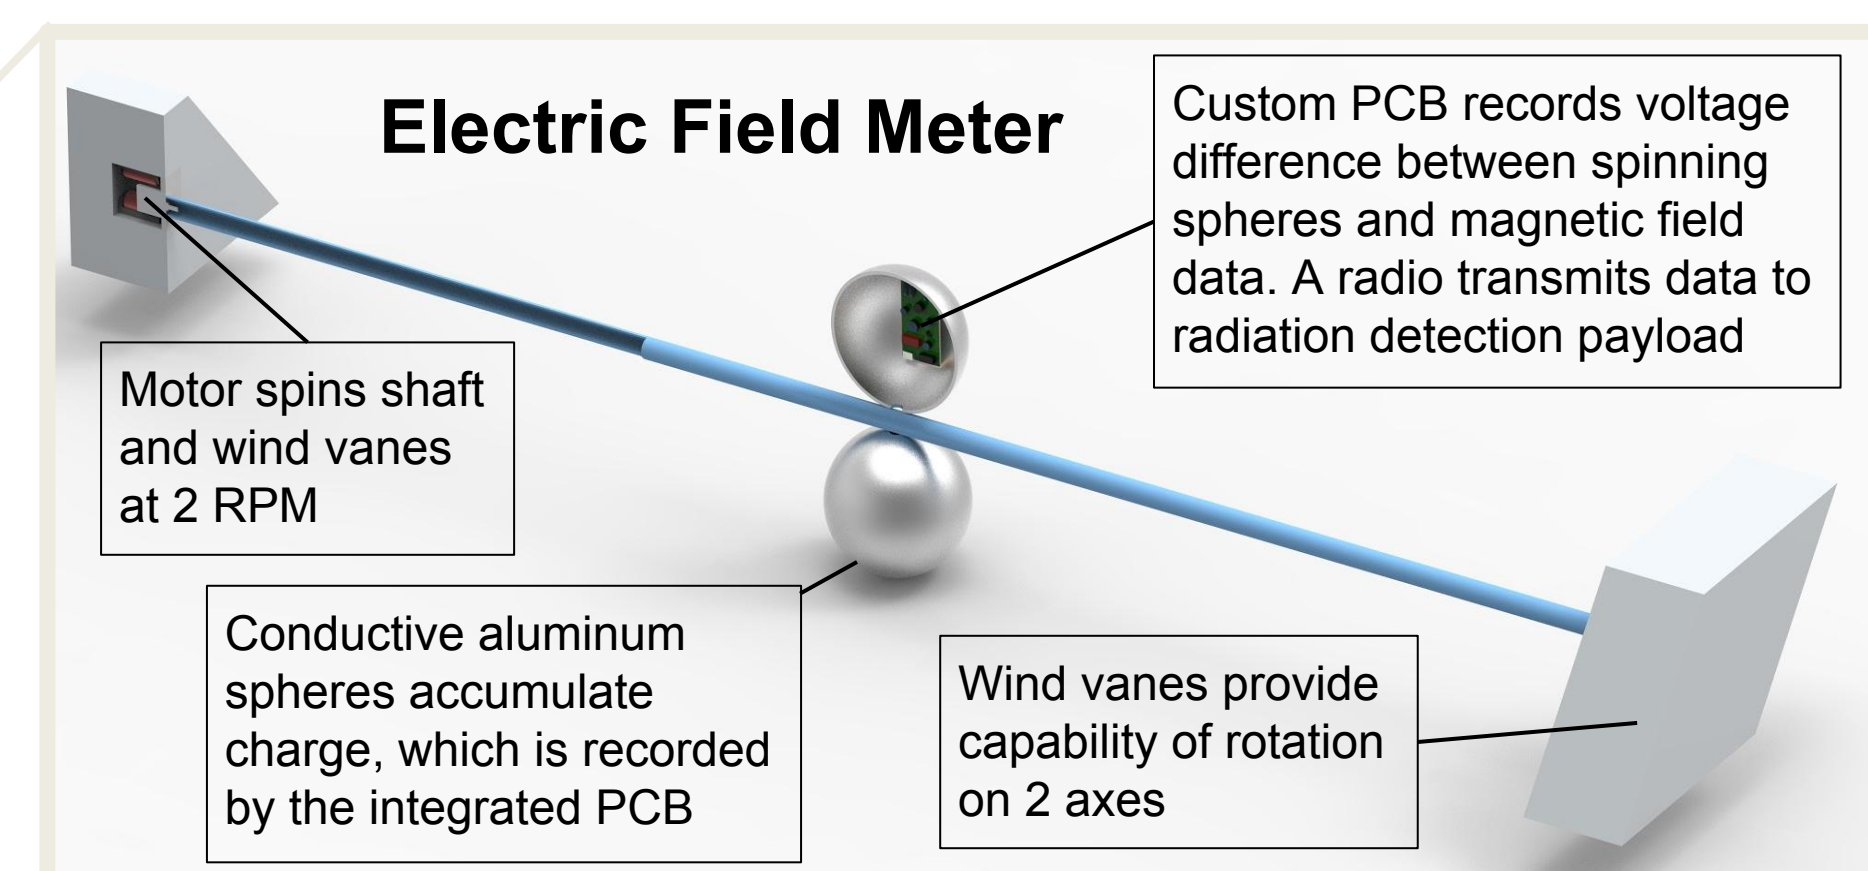 Electric Field Meter
Custom PCB records voltage
difference between spinning
spheres and magnetic field
data. A radio transmits data to
radiation detection payload
Motor spins shaft
and wind vanes
at 2 RPM
Conductive aluminum
spheres accumulate
charge, which is recorded
by the integrated PCB
Wind vanes provide
capability of rotation
on 2 axes